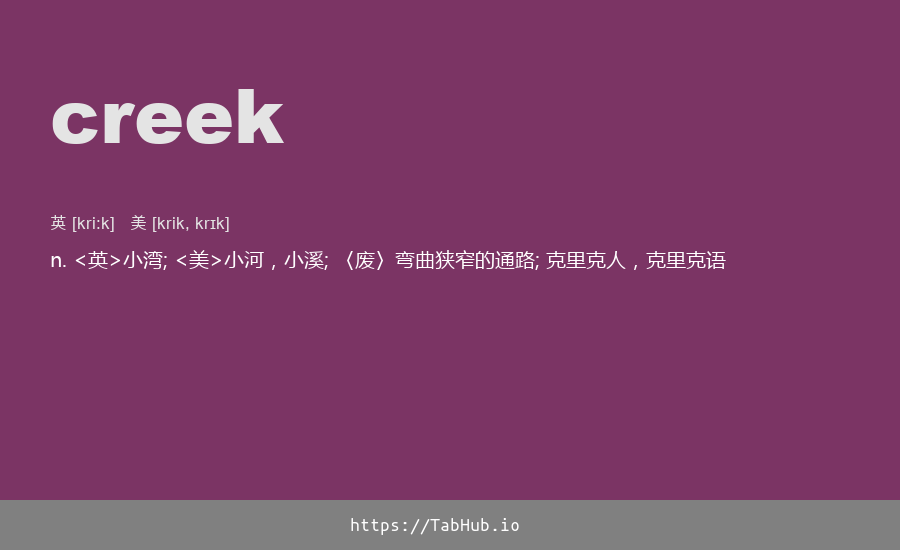 creek
英 [kri:k] 美 [krik, krɪk]
n. <英>小湾; <美>小河，小溪; 〈废〉弯曲狭窄的通路; 克里克人，克里克语
https://TabHub.io